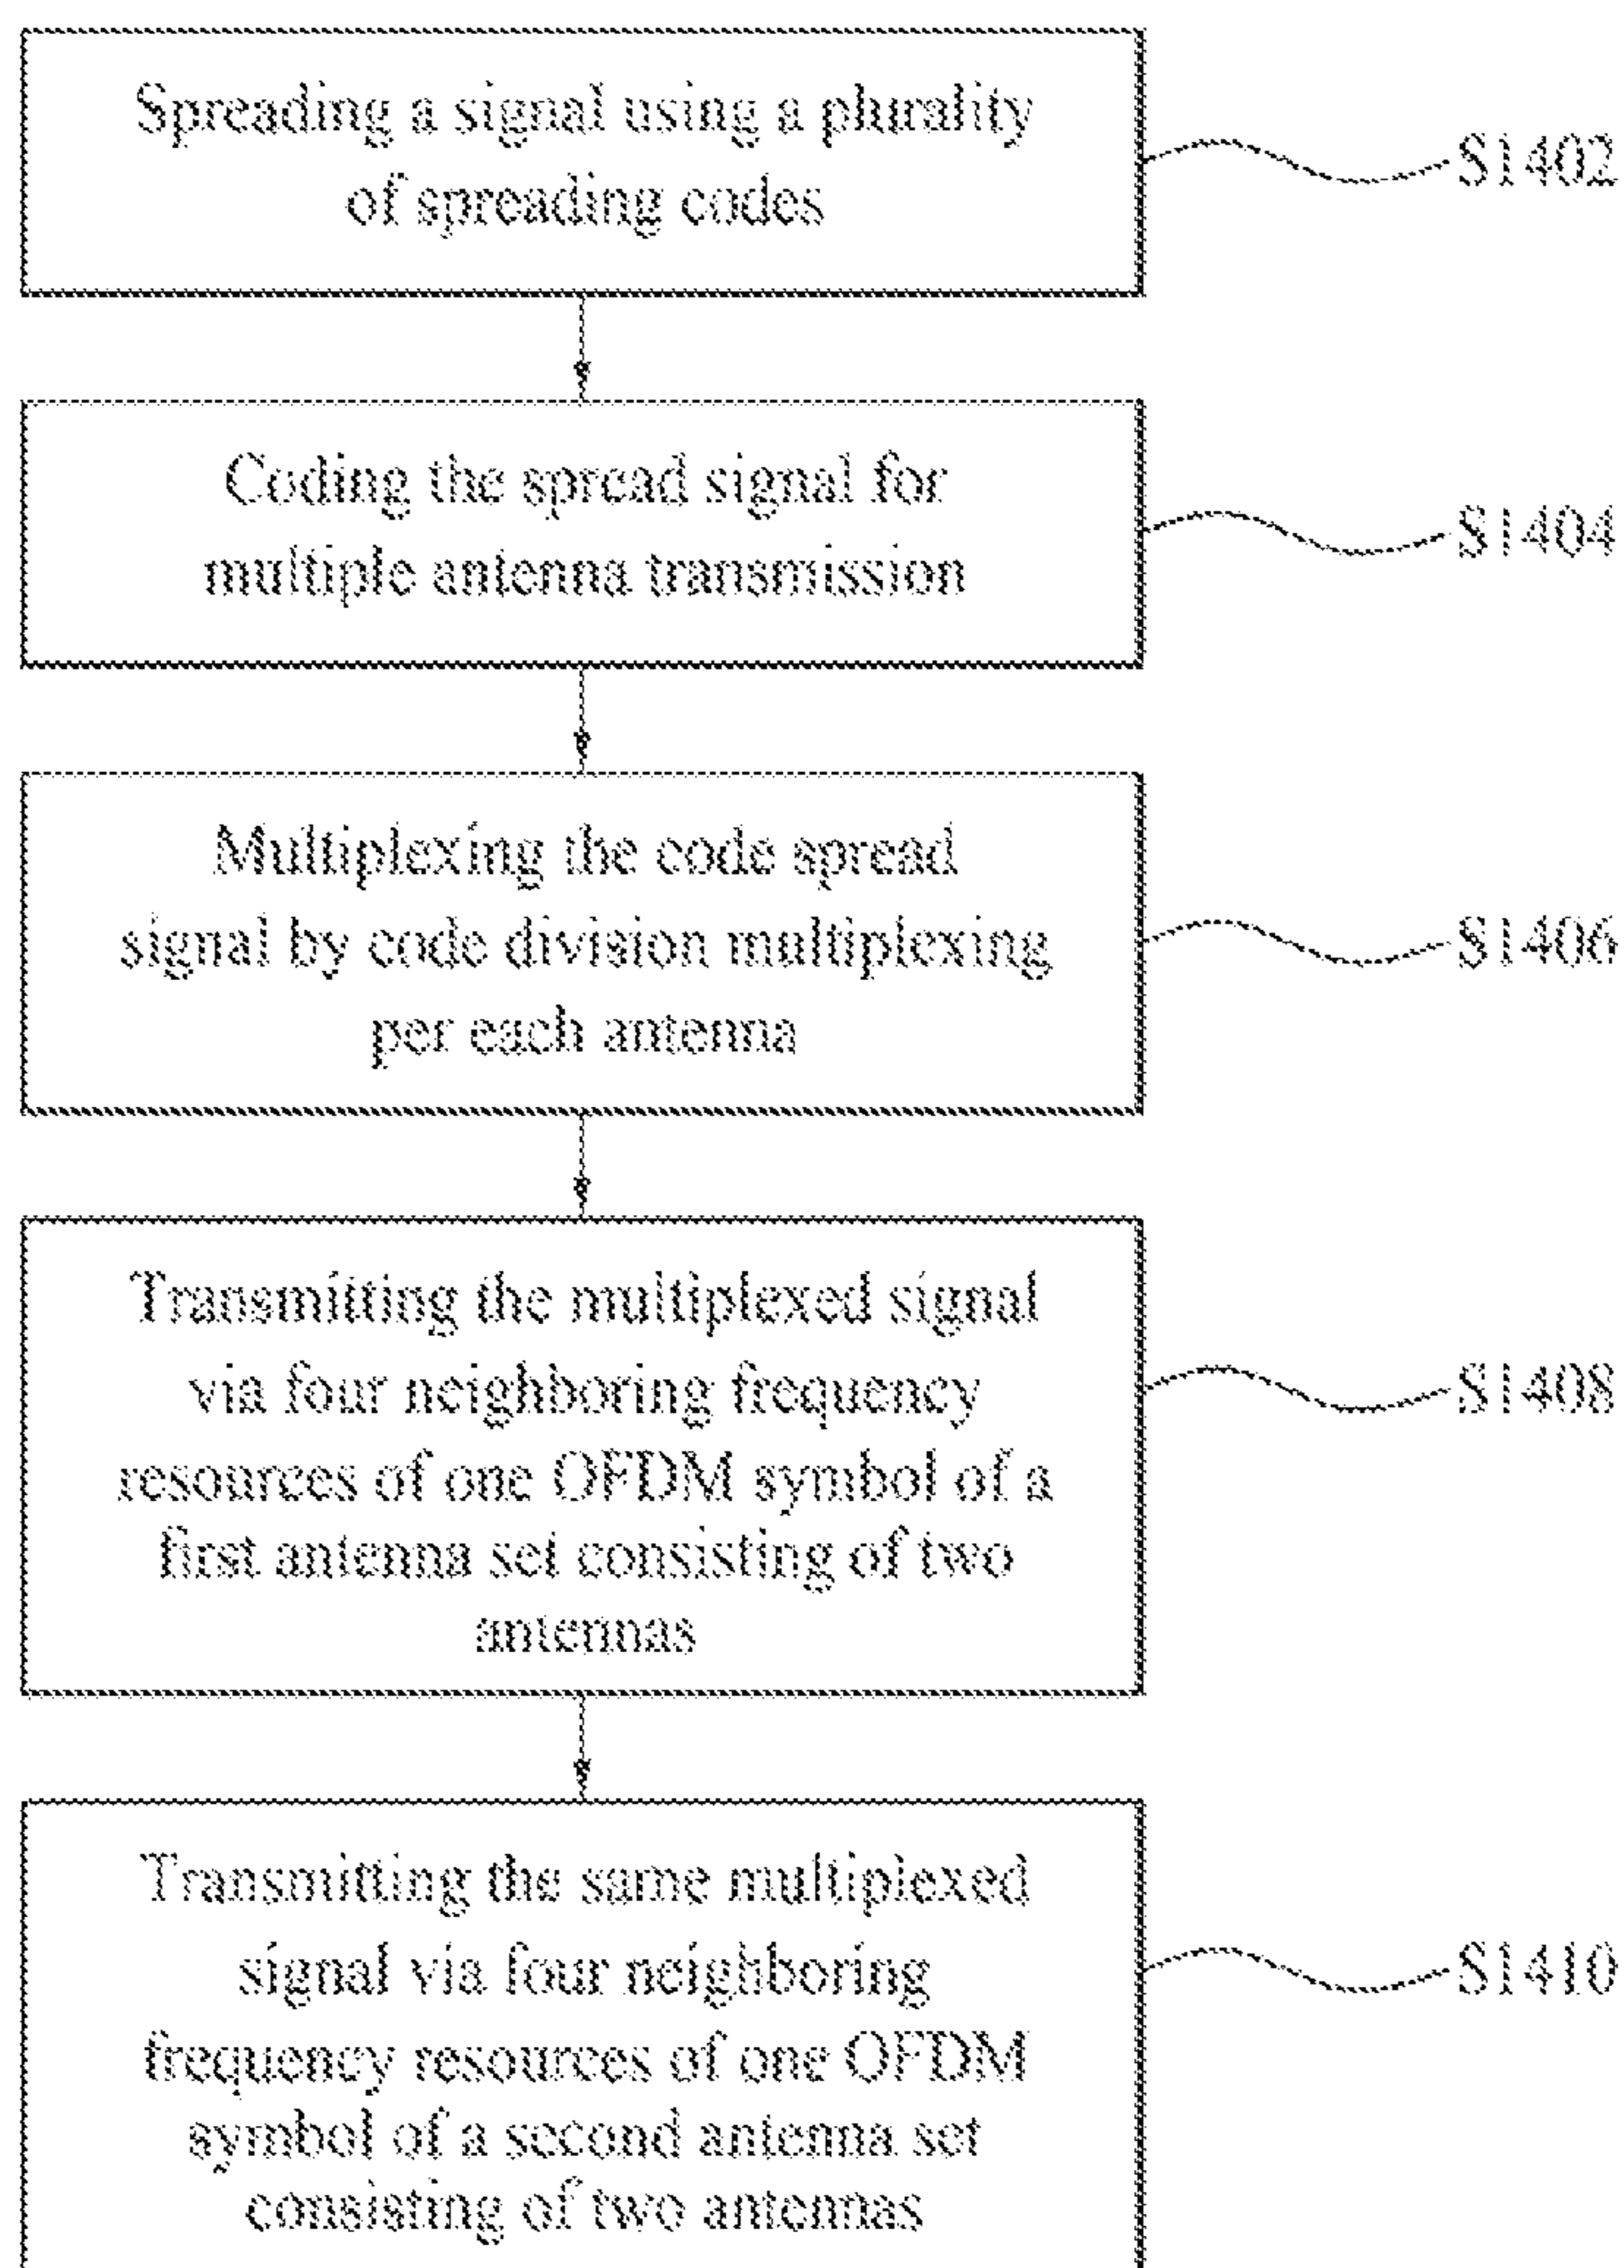 Spreading a signal using a plurality
of spreading codes
S1402
Coding the spread signal for
multiple antenna transmission
S1404
Multiplexing the code spread
signal by code division multiplexing
per each antenna
S1406
Transmitting the multiplexed signal
via four neighboring frequency
resources of one OFDM symbol of a
first antenna set consisting of two
antennas
S1408
Transmitting the same multiplexed
signal via four neighboring
frequency resources of one OFDM
symbol of a second antenna set
consisting of two antennas
S1410